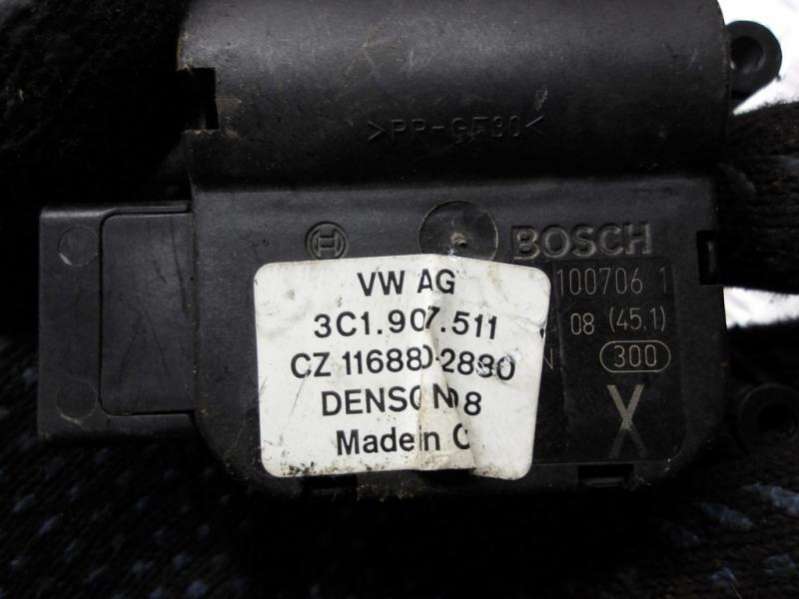 >PP-GF30<
BOSCH
VW AG
3C1.907.511
CZ 116880-2880
DENSO 08
Made in C
100706 1
08 (45.1)
N 300
X